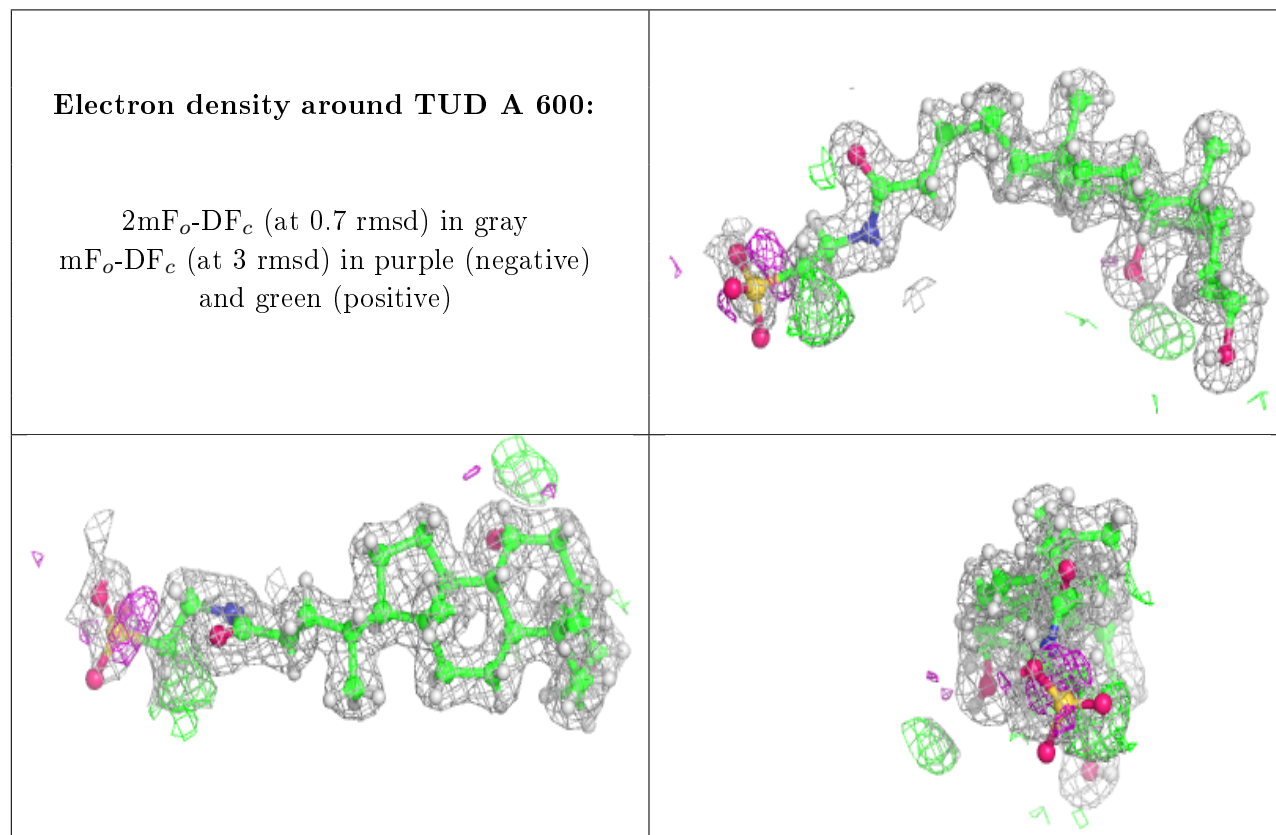 Electron density around TUD A 600:
2mFo-DFc (at 0.7 rmsd) in gray
mFo-DFc (at 3 rmsd) in purple (negative)
and green (positive)